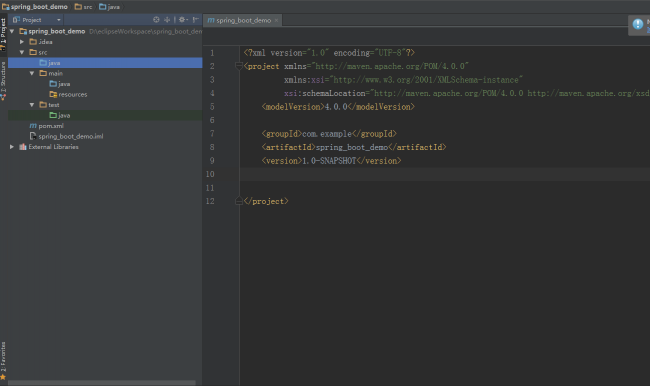 spring_boot_demo src java
Project
spring_boot_demo D:\eclipseWorkspace\spring_boot_dem
.idea
src
java
main
java
resources
test
java
pom.xml
spring_boot_demo.iml
External Libraries
1: Project
2: Structure
2: Favorites
spring_boot_demo
1 <?xml version="1.0" encoding="UTF-8"?>
2 <project xmlns="http://maven.apache.org/POM/4.0.0"
3 xmlns:xsi="http://www.w3.org/2001/XMLSchema-instance"
4 xsi:schemaLocation="http://maven.apache.org/POM/4.0.0 http://maven.apache.org/xsd
5 <modelVersion>4.0.0</modelVersion>
6
7 <groupId>com.example</groupId>
8 <artifactId>spring_boot_demo</artifactId>
9 <version>1.0-SNAPSHOT</version>
10
11
12 </project>